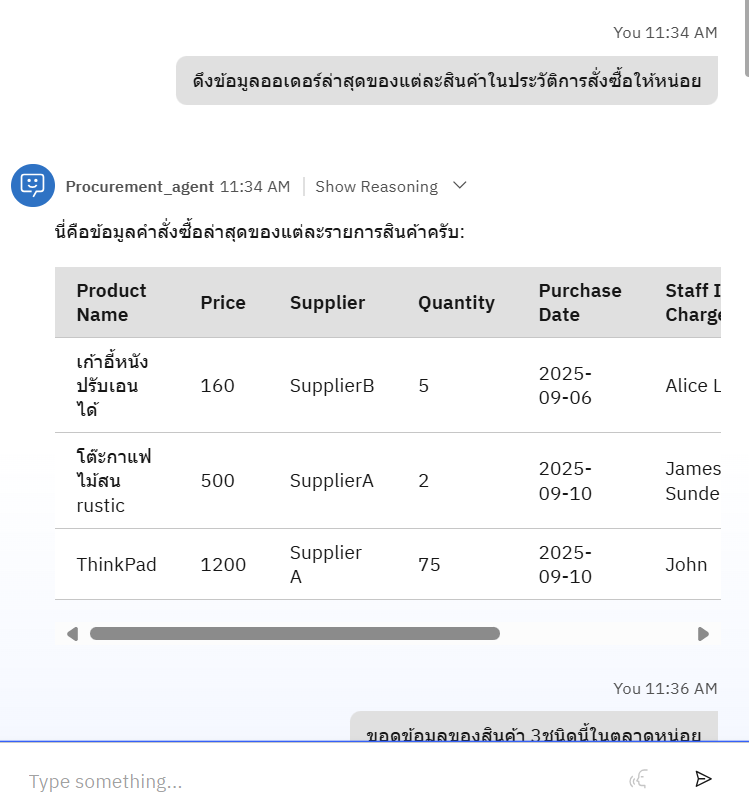 You 11:34 AM
ดึงข้อมูลออเดอร์ล่าสุดของแต่ละสินค้าในประวัติการสั่งซื้อให้หน่อย
Procurement_agent 11:34 AM Show Reasoning
นี่คือข้อมูลคำสั่งซื้อล่าสุดของแต่ละรายการสินค้าครับ:
Product Name Price Supplier Quantity Purchase Date Staff I Charge
เก้าอี้หนัง
ปรับเอน
ได้
160 SupplierB 5 2025-
09-06
Alice L
โต๊ะกาแฟ
ไม้สน
rustic
500 SupplierA 2 2025-
09-10
James
Sunde
ThinkPad 1200 Supplier
A
75 2025-
09-10
John
You 11:36 AM
ขอดูข้อมูลของสินค้า 3ชนิดนี้ในตลาดหน่อย
Type something...